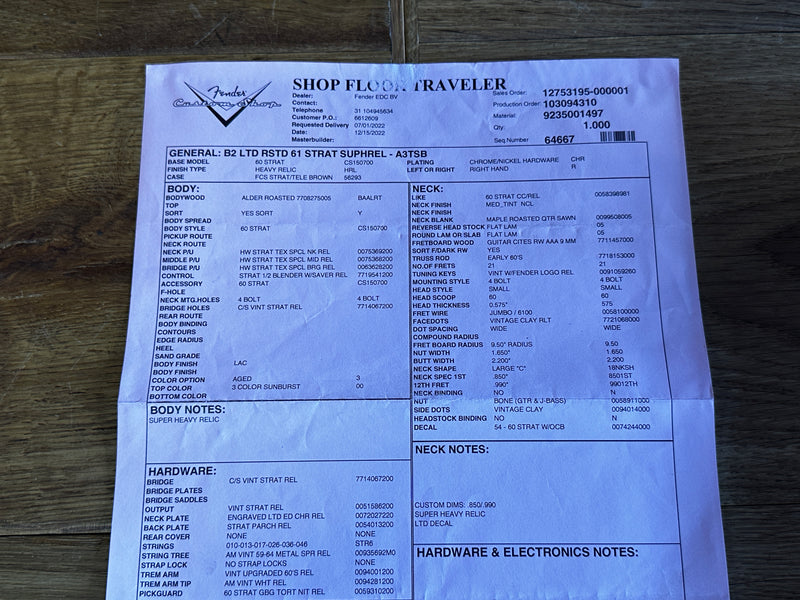 Fender
Custom Shop
SHOP FLOOR TRAVELER
Dealer: Fender EDC BV
Contact:
Telephone 31 104945634
Customer P.O.: 6612609
Requested Delivery 07/01/2022
Date: 12/15/2022
Masterbuilder:
Sales Order: 12753195-000001
Production Order: 103094310
Material: 9235001497
Qty: 1.000
Seq Number 64667
GENERAL: B2 LTD RSTD 61 STRAT SUPHREL - A3TSB
BASE MODEL 60 STRAT CS150700 PLATING CHROME/NICKEL HARDWARE CHR
FINISH TYPE HEAVY RELIC HRL LEFT OR RIGHT RIGHT HAND R
CASE FCS STRAT/TELE BROWN 56293
BODY:
BODYWOOD ALDER ROASTED 7708275005 BAALRT
TOP
SORT YES SORT Y
BODY SPREAD
BODY STYLE 60 STRAT CS150700
PICKUP ROUTE
NECK ROUTE
NECK P/U HW STRAT TEX SPCL NK REL 0075369200
MIDDLE P/U HW STRAT TEX SPCL MID REL 0075368200
BRIDGE P/U HW STRAT TEX SPCL BRG REL 0063628200
CONTROL STRAT 1/2 BLENDER W/SAVER REL 7719541200
ACCESSORY 60 STRAT CS150700
F-HOLE
NECK MTG.HOLES 4 BOLT 4 BOLT
BRIDGE HOLES C/S VINT STRAT REL 7714067200
REAR ROUTE
BODY BINDING
CONTOURS
EDGE RADIUS
HEEL
SAND GRADE
BODY FINISH LAC
BODY FINISH
COLOR OPTION AGED 3
TOP COLOR 3 COLOR SUNBURST 00
BOTTOM COLOR
BODY NOTES:
SUPER HEAVY RELIC
HARDWARE:
BRIDGE C/S VINT STRAT REL 7714067200
BRIDGE PLATES
BRIDGE SADDLES
OUTPUT VINT STRAT REL 0051586200
NECK PLATE ENGRAVED LTD ED CHR REL 0072027220
BACK PLATE STRAT PARCH REL 0054013200
REAR COVER NONE NONE
STRINGS 010-013-017-026-036-046 STR6
STRING TREE AM VINT 59-64 METAL SPR REL 00935692M0
STRAP LOCK NO STRAP LOCKS NONE
TREM ARM VINT UPGRADED 60'S REL 0094001200
TREM ARM TIP AM VINT WHT REL 0094281200
PICKGUARD 60 STRAT GBG TORT NIT REL 0059310200
NECK:
LIKE 60 STRAT CC/REL 0058398981
NECK FINISH MED_TINT NCL
NECK FINISH
NECK BLANK MAPLE ROASTED QTR SAWN 0099508005
REVERSE HEAD STOCK FLAT LAM 05
ROUND LAM OR SLAB FLAT LAM 05
FRETBOARD WOOD GUITAR CITES RW AAA 9 MM 7711457000
SORT F/DARK RW YES
TRUSS ROD EARLY 60'S 7718153000
NO.OF FRETS 21 21
TUNING KEYS VINT W/FENDER LOGO REL 0091059260
MOUNTING STYLE 4 BOLT 4 BOLT
HEAD STYLE SMALL SMALL
HEAD SCOOP 60 60
HEAD THICKNESS 0.575" 575
FRET WIRE JUMBO / 6100 0058100000
FACEDOTS VINTAGE CLAY RLT 7721068000
DOT SPACING WIDE WIDE
COMPOUND RADIUS
FRET BOARD RADIUS 9.50" RADIUS 9.50
NUT WIDTH 1.650" 1.650
BUTT WIDTH 2.200" 2.200
NECK SHAPE LARGE "C" 18NKSH
NECK SPEC 1ST .850" 8501ST
12TH FRET .990" 99012TH
NECK BINDING NO N
NUT BONE (GTR & J-BASS) 0058911000
SIDE DOTS VINTAGE CLAY 0094014000
HEADSTOCK BINDING NO N
DECAL 54 - 60 STRAT W/OCB 0074244000
NECK NOTES:
CUSTOM DIMS: .850/.990
SUPER HEAVY RELIC
LTD DECAL
HARDWARE & ELECTRONICS NOTES: